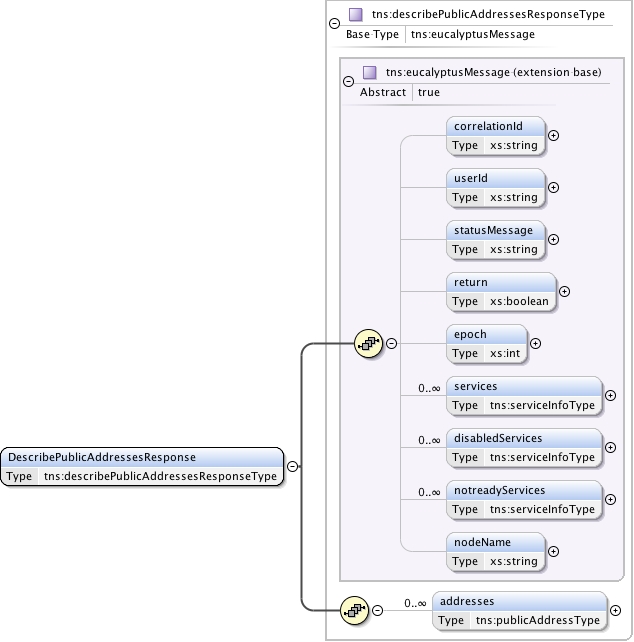 tns:describePublicAddressesResponseType
Base Type tns:eucalyptusMessage
tns:eucalyptusMessage (extension base)
Abstract true
correlationId
Type xs:string
userId
Type xs:string
statusMessage
Type xs:string
return
Type xs:boolean
epoch
Type xs:int
0..∞ services
Type tns:serviceInfoType
0..∞ disabledServices
Type tns:serviceInfoType
0..∞ notreadyServices
Type tns:serviceInfoType
nodeName
Type xs:string
DescribePublicAddressesResponse
Type tns:describePublicAddressesResponseType
0..∞ addresses
Type tns:publicAddressType